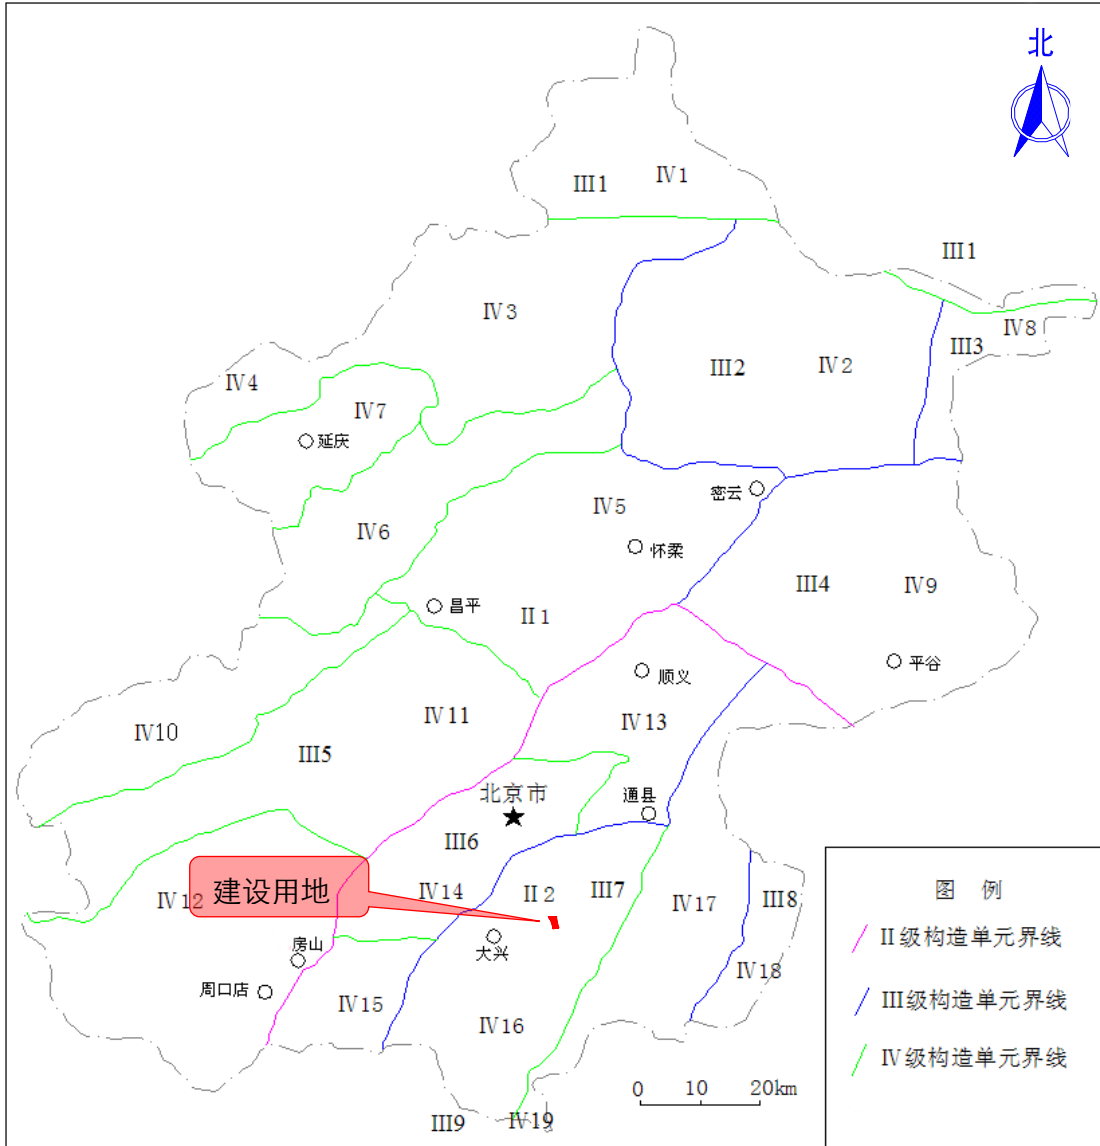 北
III1
IV1
III1
IV3
IV8
III3
III2
IV2
IV4
IV7
延庆
密云
IV5
IV6
怀柔
III4
IV9
昌平
II1
平谷
顺义
IV11
IV13
IV10
III5
北京市
通县
III6
IV12
建设用地
IV14
II2
III7
IV17
III8
房山
大兴
周口店
IV15
IV18
IV16
III9
IV19
0 10 20km
图 例
II级构造单元界线
III级构造单元界线
IV级构造单元界线